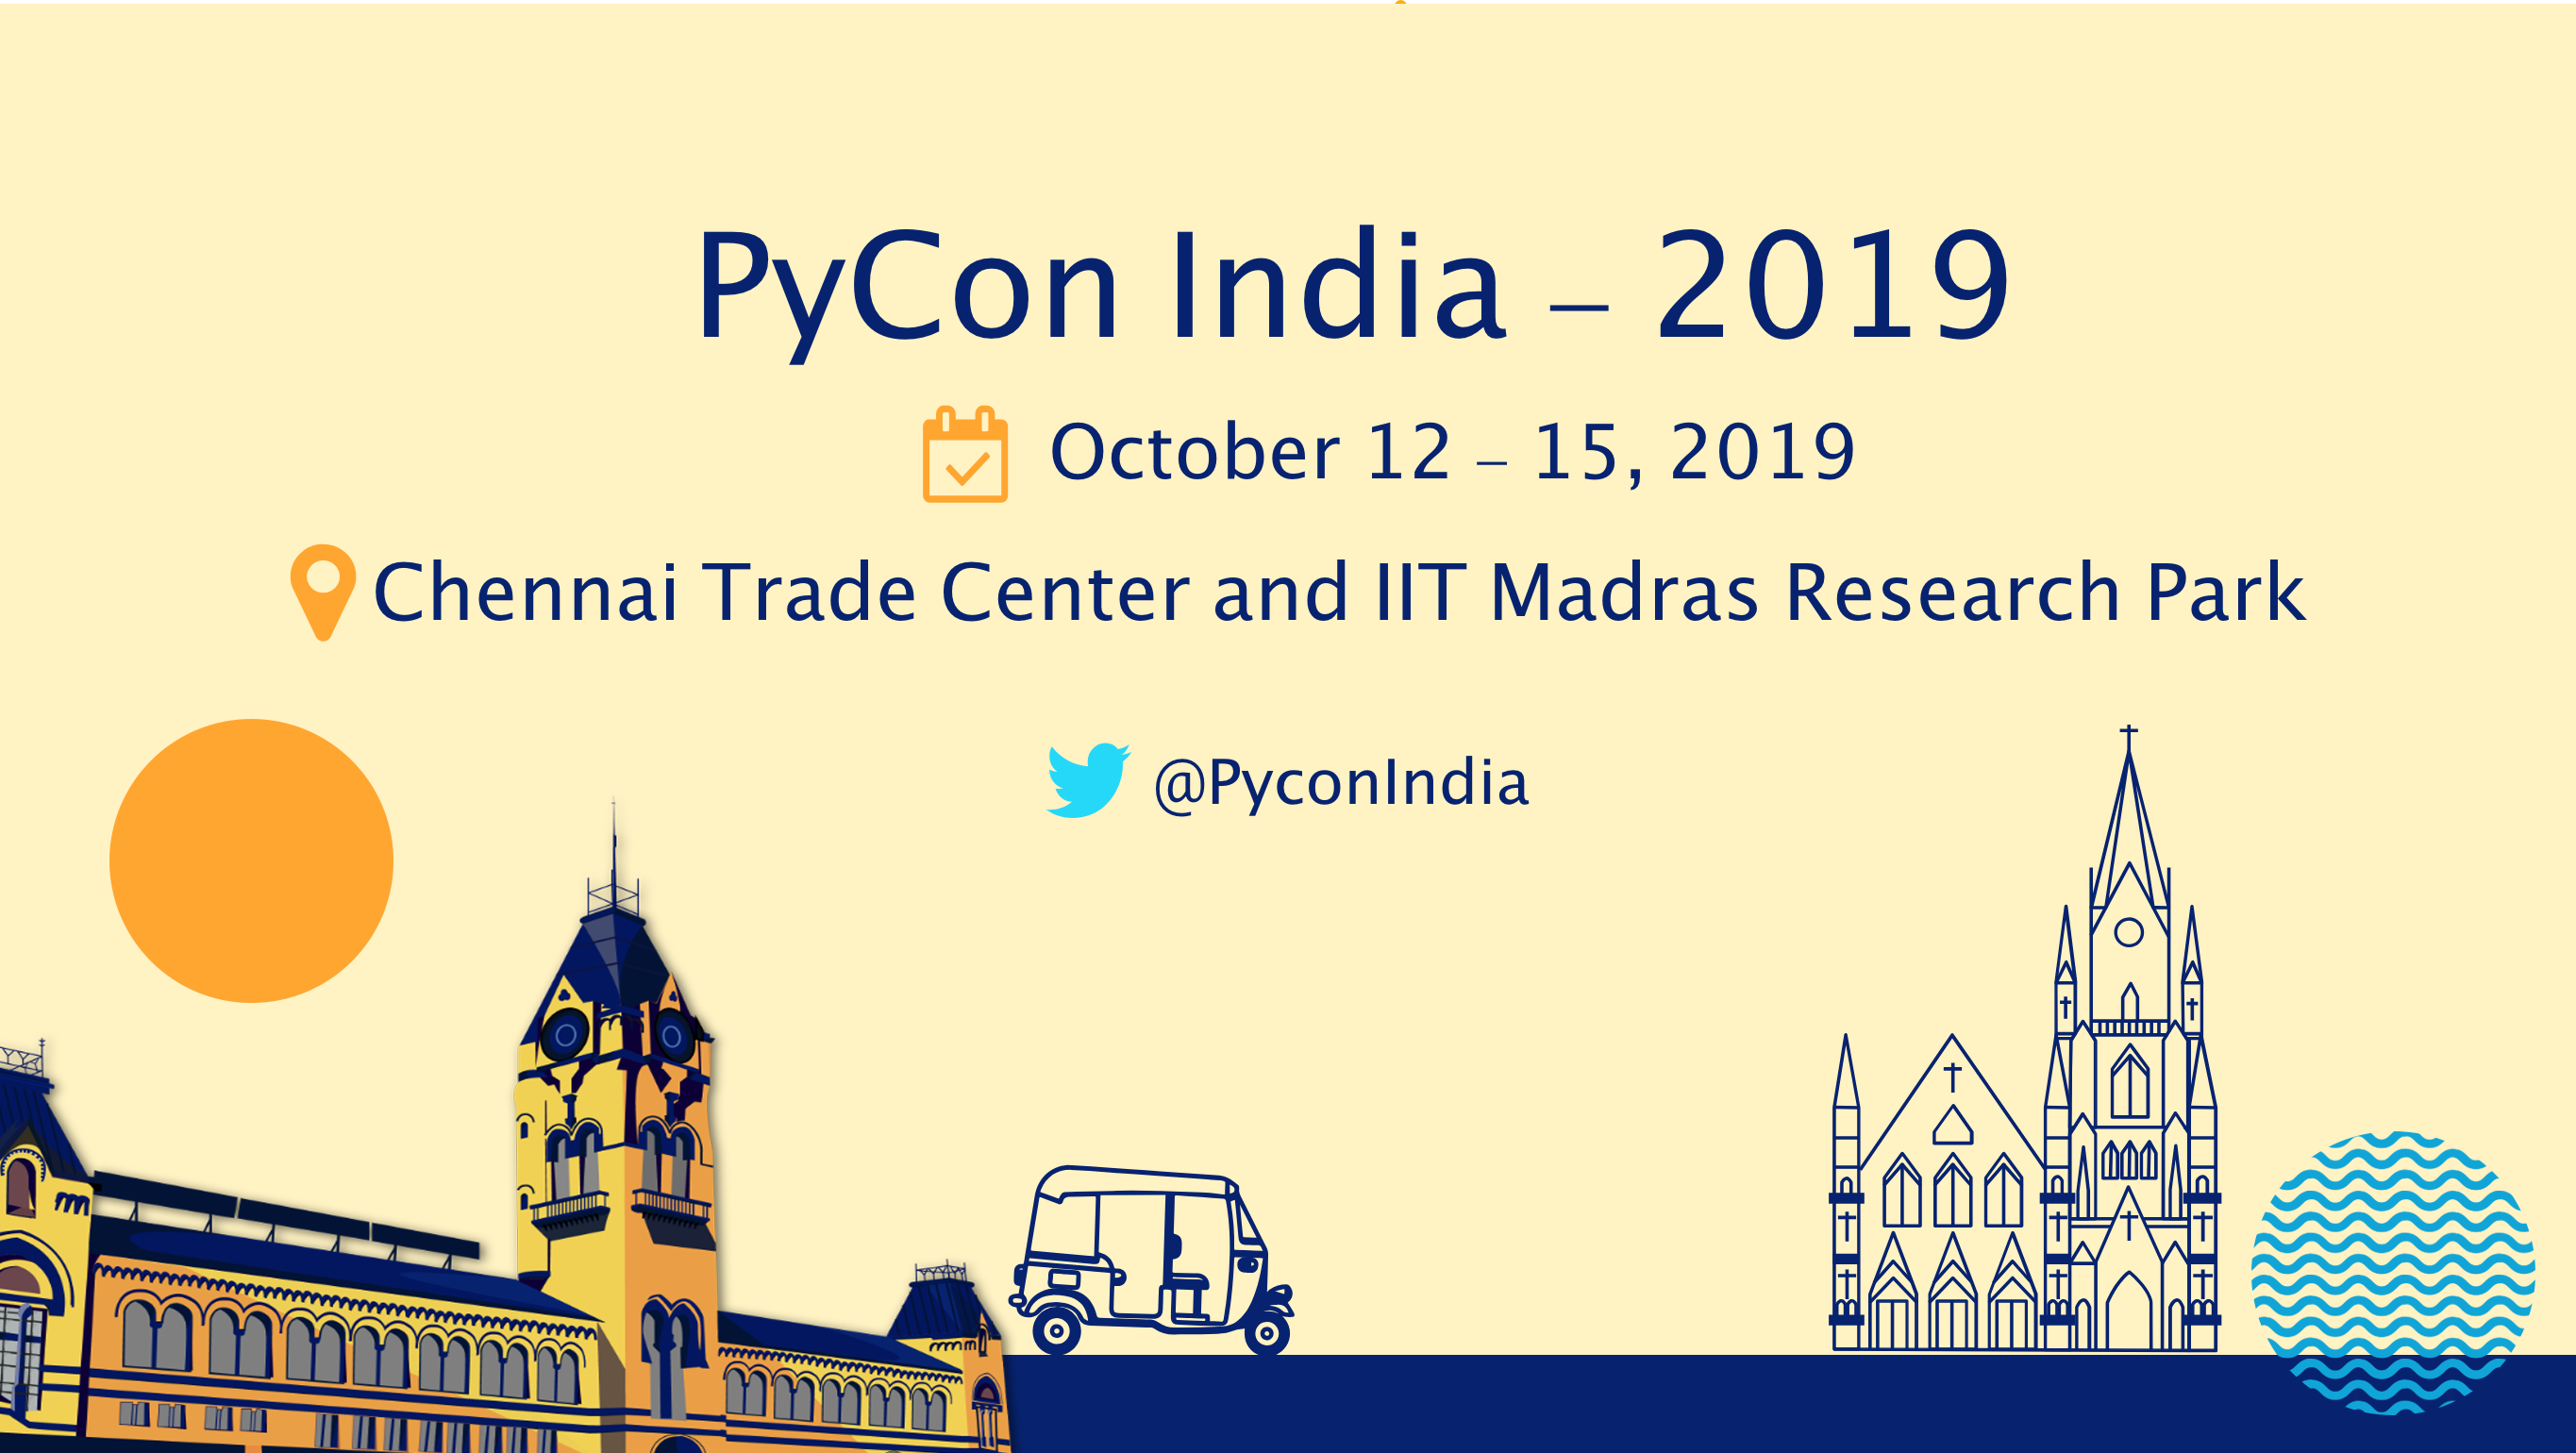 PyCon India – 2019
October 12 – 15, 2019
Chennai Trade Center and IIT Madras Research Park
@PyconIndia